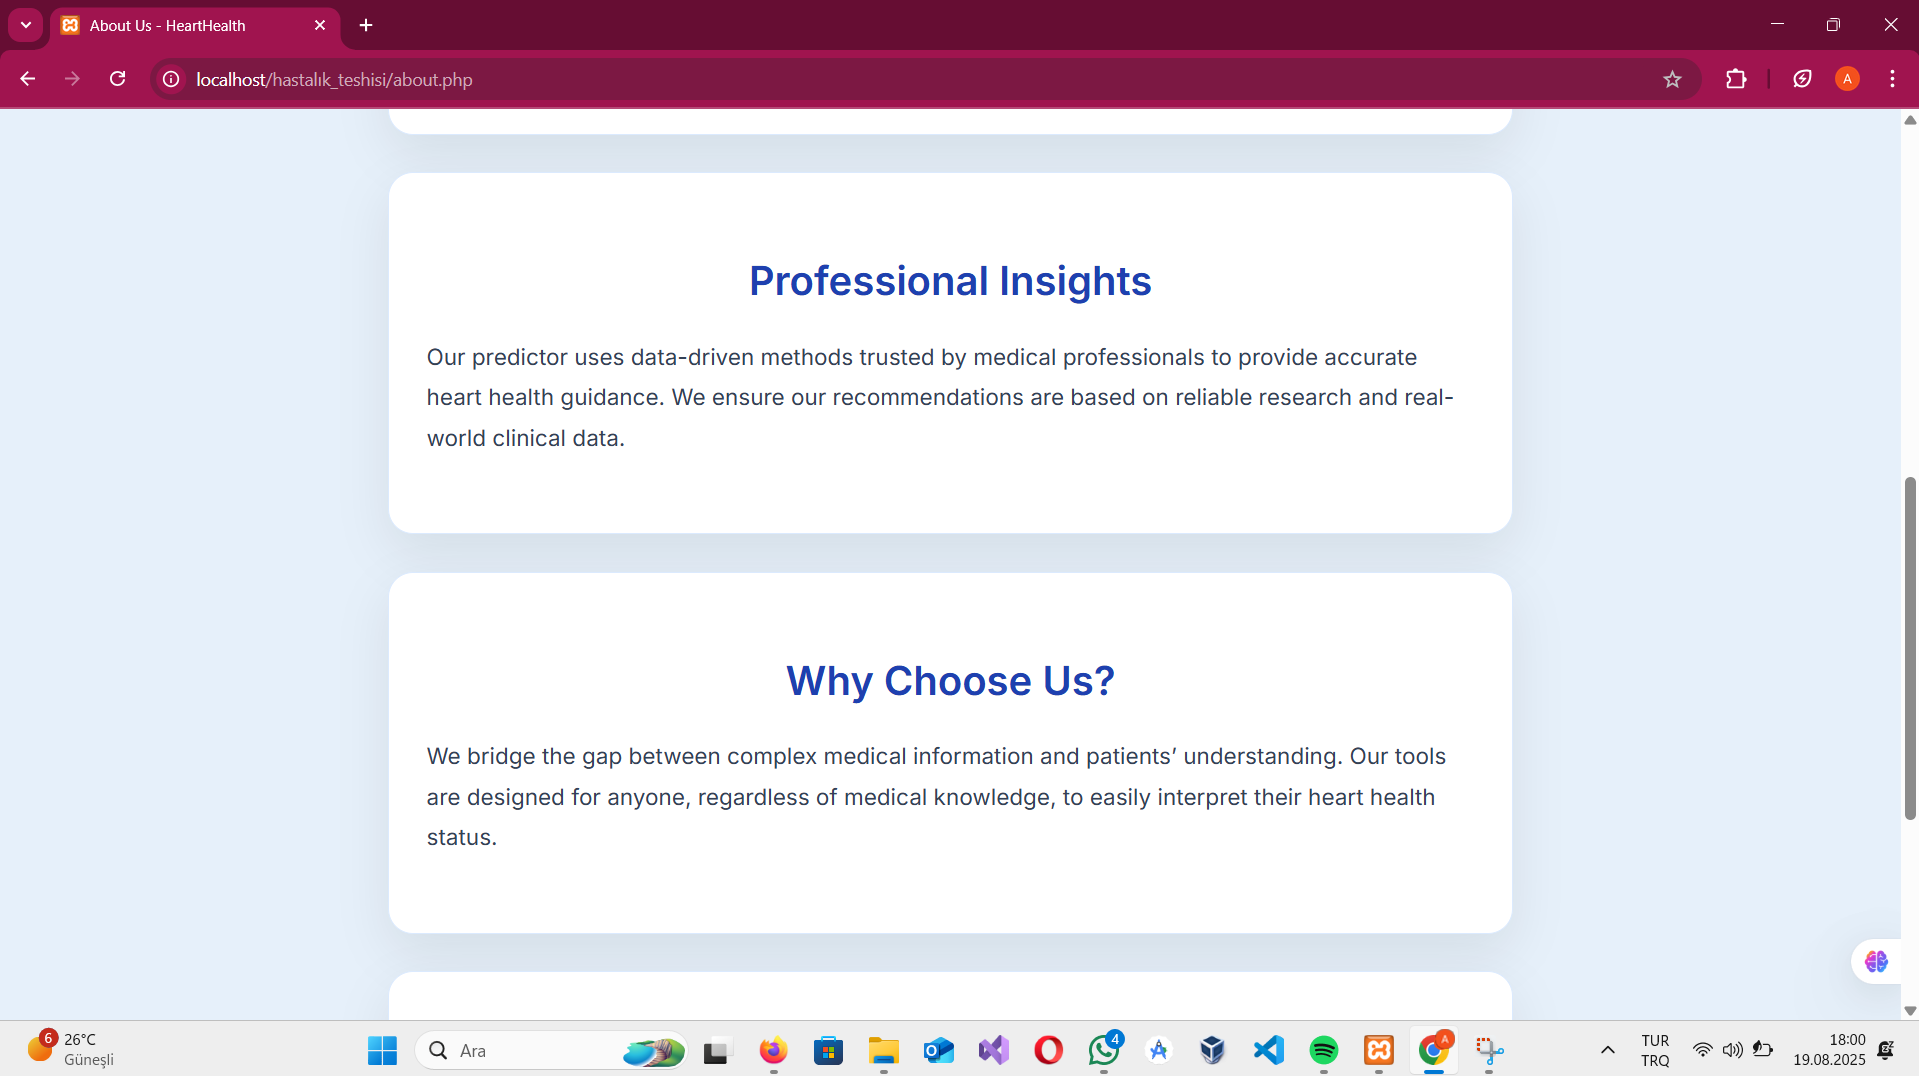 About Us - HeartHealth
localhost/hastalık_teshisi/about.php
A
Professional Insights
Our predictor uses data-driven methods trusted by medical professionals to provide accurate
heart health guidance. We ensure our recommendations are based on reliable research and real-
world clinical data.
Why Choose Us?
We bridge the gap between complex medical information and patients’ understanding. Our tools
are designed for anyone, regardless of medical knowledge, to easily interpret their heart health
status.
6
26°C
Güneşli
Ara
4
A
TUR
TRQ
18:00
19.08.2025